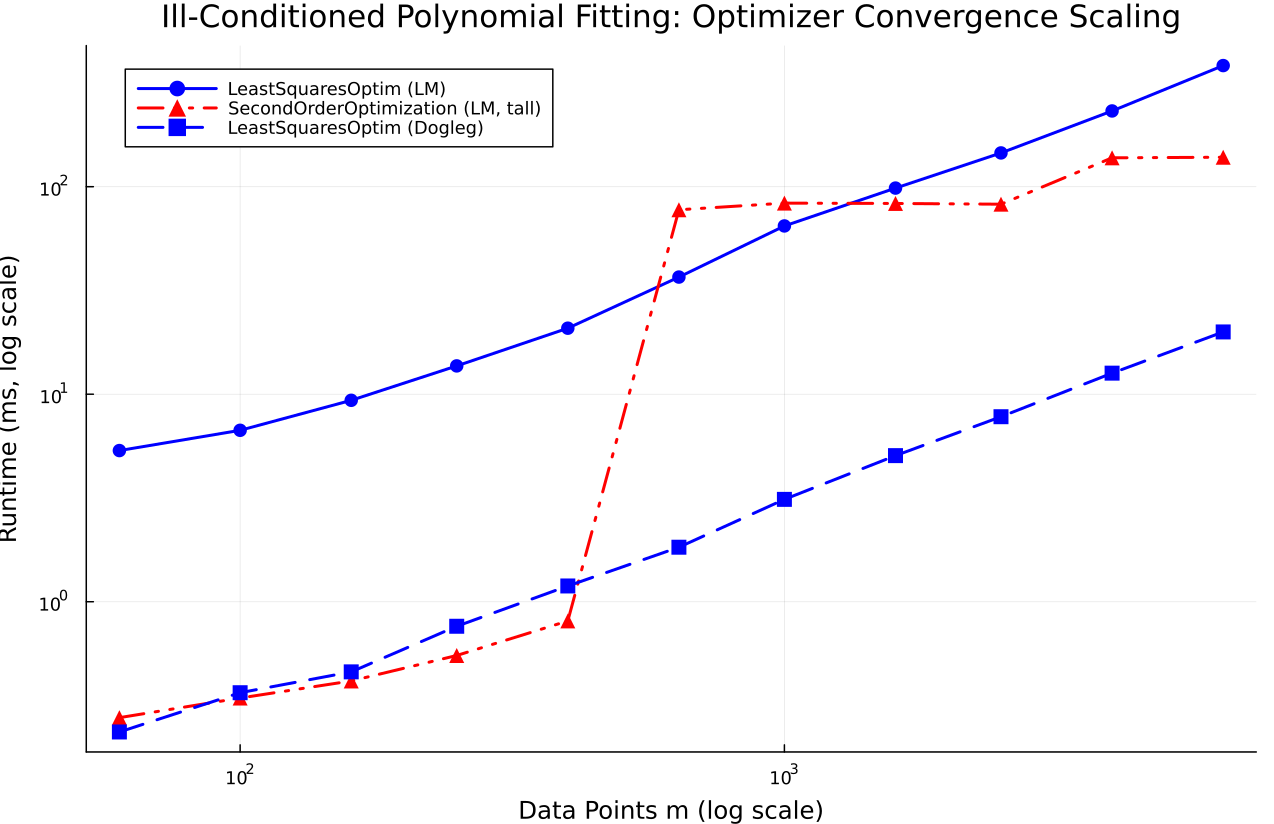 Ill-Conditioned Polynomial Fitting: Optimizer Convergence Scaling
LeastSquaresOptim (LM)
SecondOrderOptimization (LM, tall)
LeastSquaresOptim (Dogleg)
Runtime (ms, log scale)
10²
10¹
10⁰
10²
10³
Data Points m (log scale)